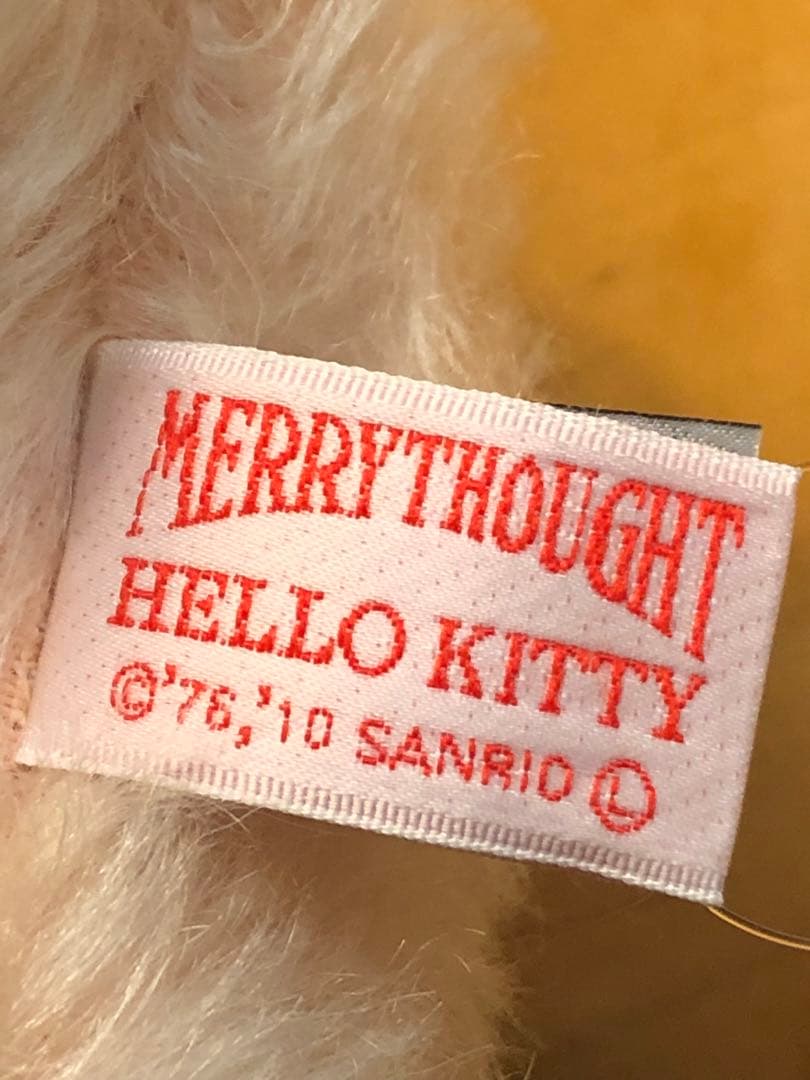 MERRYTHOUGHT
HELLO KITTY
©'76,'10 SANRIO Ⓛ